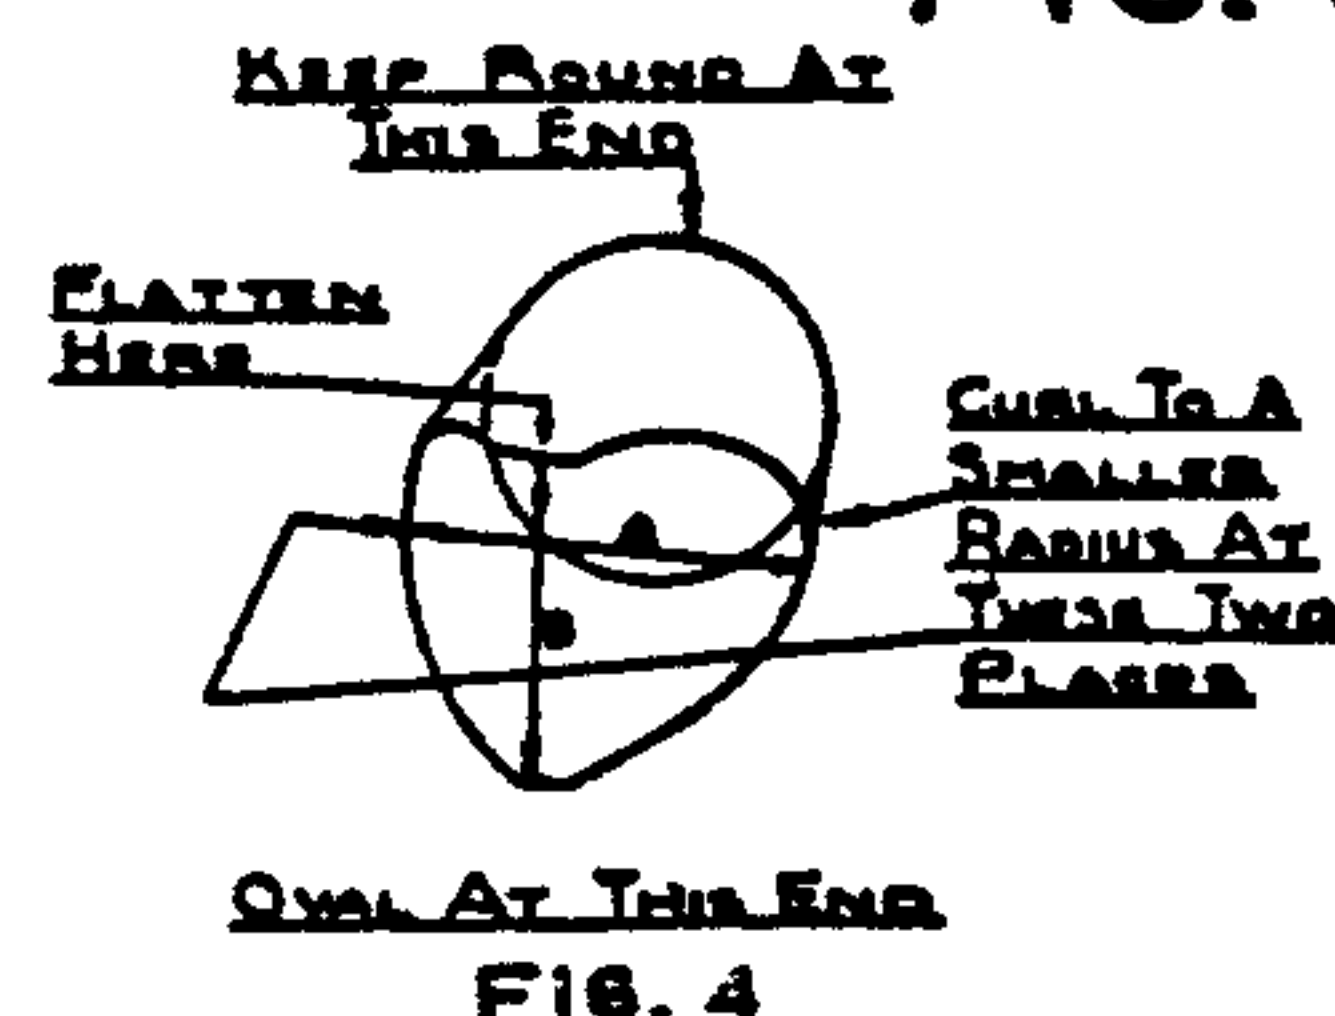 KEEP ROUND AT
THIS END
FLATTEN
HERE
CURL TO A
SMALLER
RADIUS AT
THESE TWO
PLACES
A
B
OVAL AT THIS END
FIG. 4